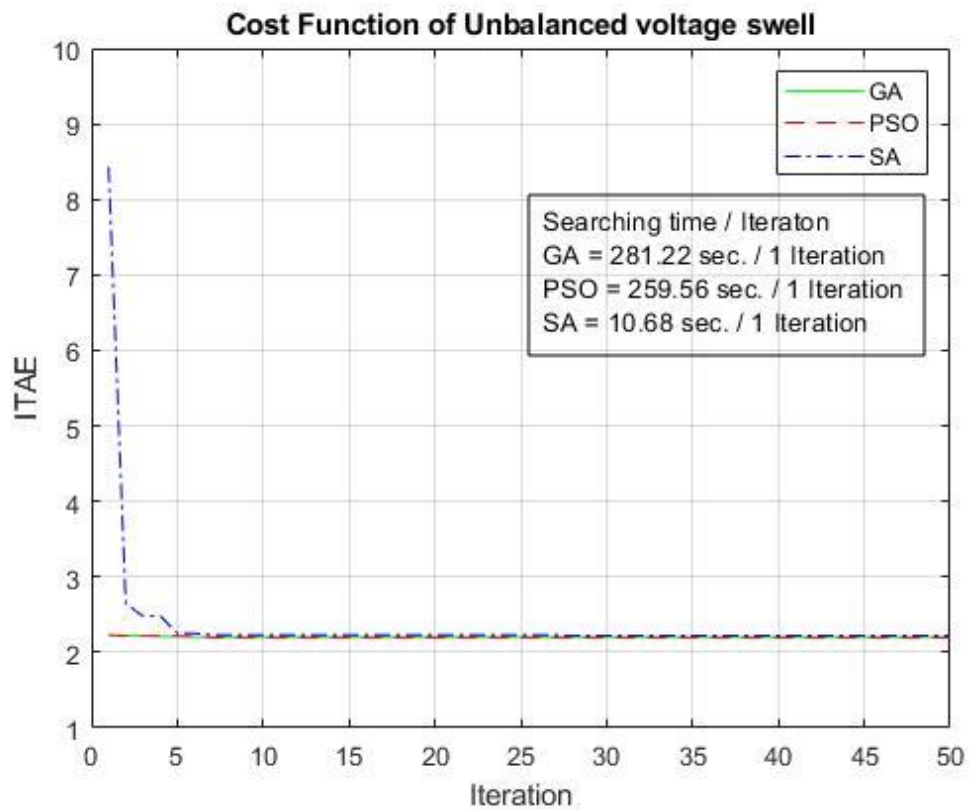 Cost Function of Unbalanced voltage swell
10
9
8
7
6
5
4
3
2
1
ITAE
GA
PSO
SA
Searching time / Iteraton
GA = 281.22 sec. / 1 Iteration
PSO = 259.56 sec. / 1 Iteration
SA = 10.68 sec. / 1 Iteration
0 5 10 15 20 25 30 35 40 45 50
Iteration